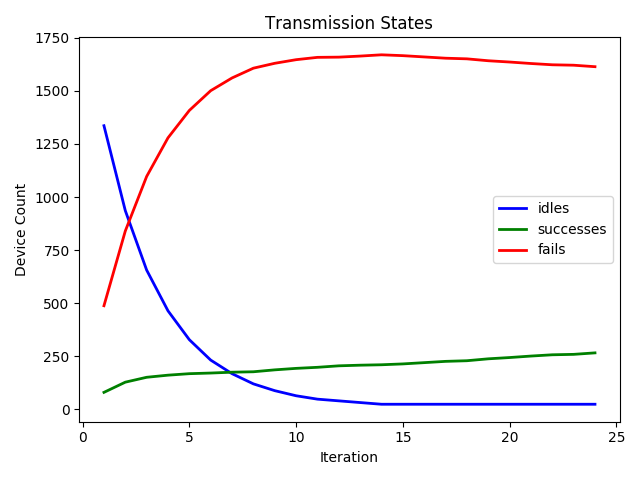 Transmission States
Device Count
1750
1500
1250
1000
750
500
250
0
idles
successes
fails
0 5 10 15 20 25
Iteration